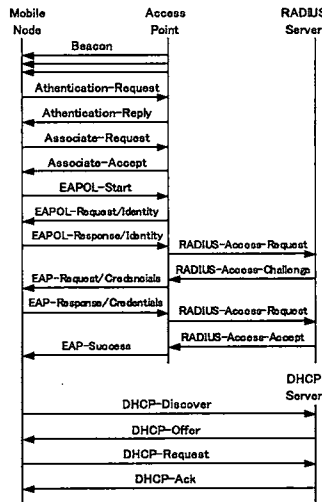 Mobile Node
Access Point
RADIUS Server
Beacon
Athentication-Request
Athentication-Reply
Associate-Request
Associate-Accept
EAPOL-Start
EAPOL-Request/Identity
EAPOL-Response/Identity
RADIUS-Access-Request
RADIUS-Access-Challenge
EAP-Request/Credencials
EAP-Response/Credentials
RADIUS-Access-Request
RADIUS-Access-Accept
EAP-Success
DHCP Server
DHCP-Discover
DHCP-Offer
DHCP-Request
DHCP-Ack